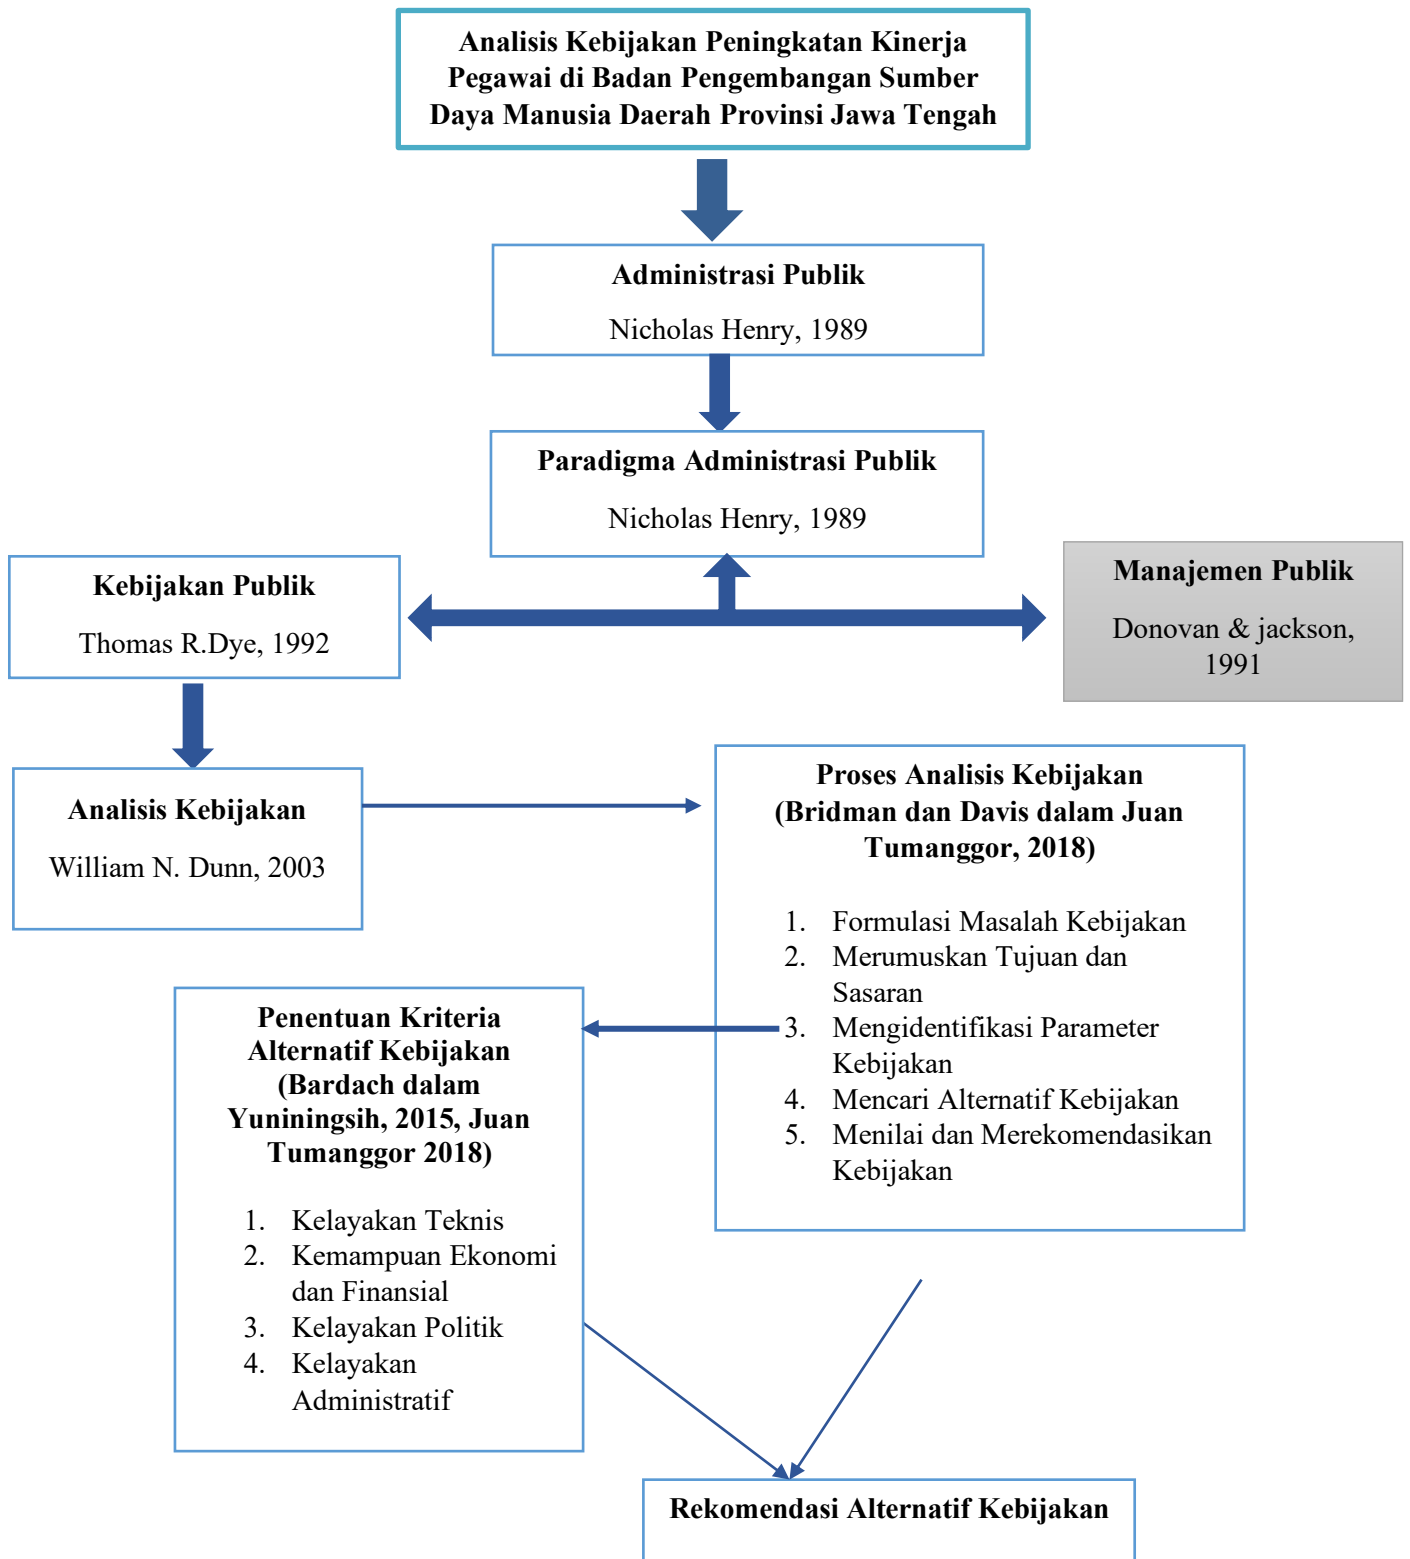 Analisis Kebijakan Peningkatan Kinerja
Pegawai di Badan Pengembangan Sumber
Daya Manusia Daerah Provinsi Jawa Tengah
Administrasi Publik
Nicholas Henry, 1989
Paradigma Administrasi Publik
Nicholas Henry, 1989
Kebijakan Publik
Thomas R.Dye, 1992
Manajemen Publik
Donovan & jackson,
1991
Analisis Kebijakan
William N. Dunn, 2003
Proses Analisis Kebijakan
(Bridman dan Davis dalam Juan
Tumanggor, 2018)
1. Formulasi Masalah Kebijakan
2. Merumuskan Tujuan dan
Sasaran
3. Mengidentifikasi Parameter
Kebijakan
4. Mencari Alternatif Kebijakan
5. Menilai dan Merekomendasikan
Kebijakan
Penentuan Kriteria
Alternatif Kebijakan
(Bardach dalam
Yuniningsih, 2015, Juan
Tumanggor 2018)
1. Kelayakan Teknis
2. Kemampuan Ekonomi
dan Finansial
3. Kelayakan Politik
4. Kelayakan
Administratif
Rekomendasi Alternatif Kebijakan